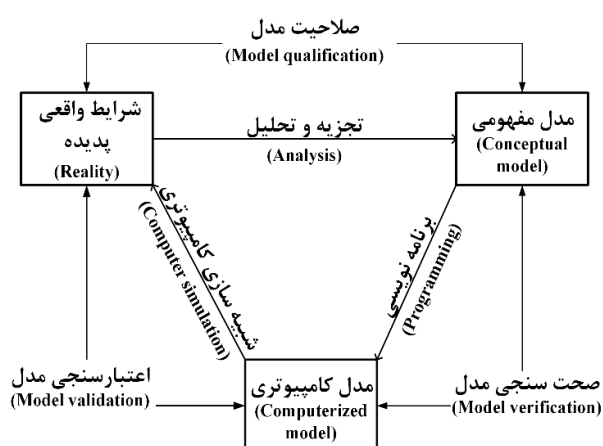 صلاحیت مدل
(Model qualification)
شرایط واقعی
پدیده
(Reality)
تجزیه و تحلیل
(Analysis)
مدل مفهومی
(Conceptual
model)
شبیه سازی کامپیوتری
(Computer simulation)
برنامه نویسی
(Programming)
اعتبارسنجی مدل
(Model validation)
مدل کامپیوتری
(Computerized
model)
صحت سنجی مدل
(Model verification)